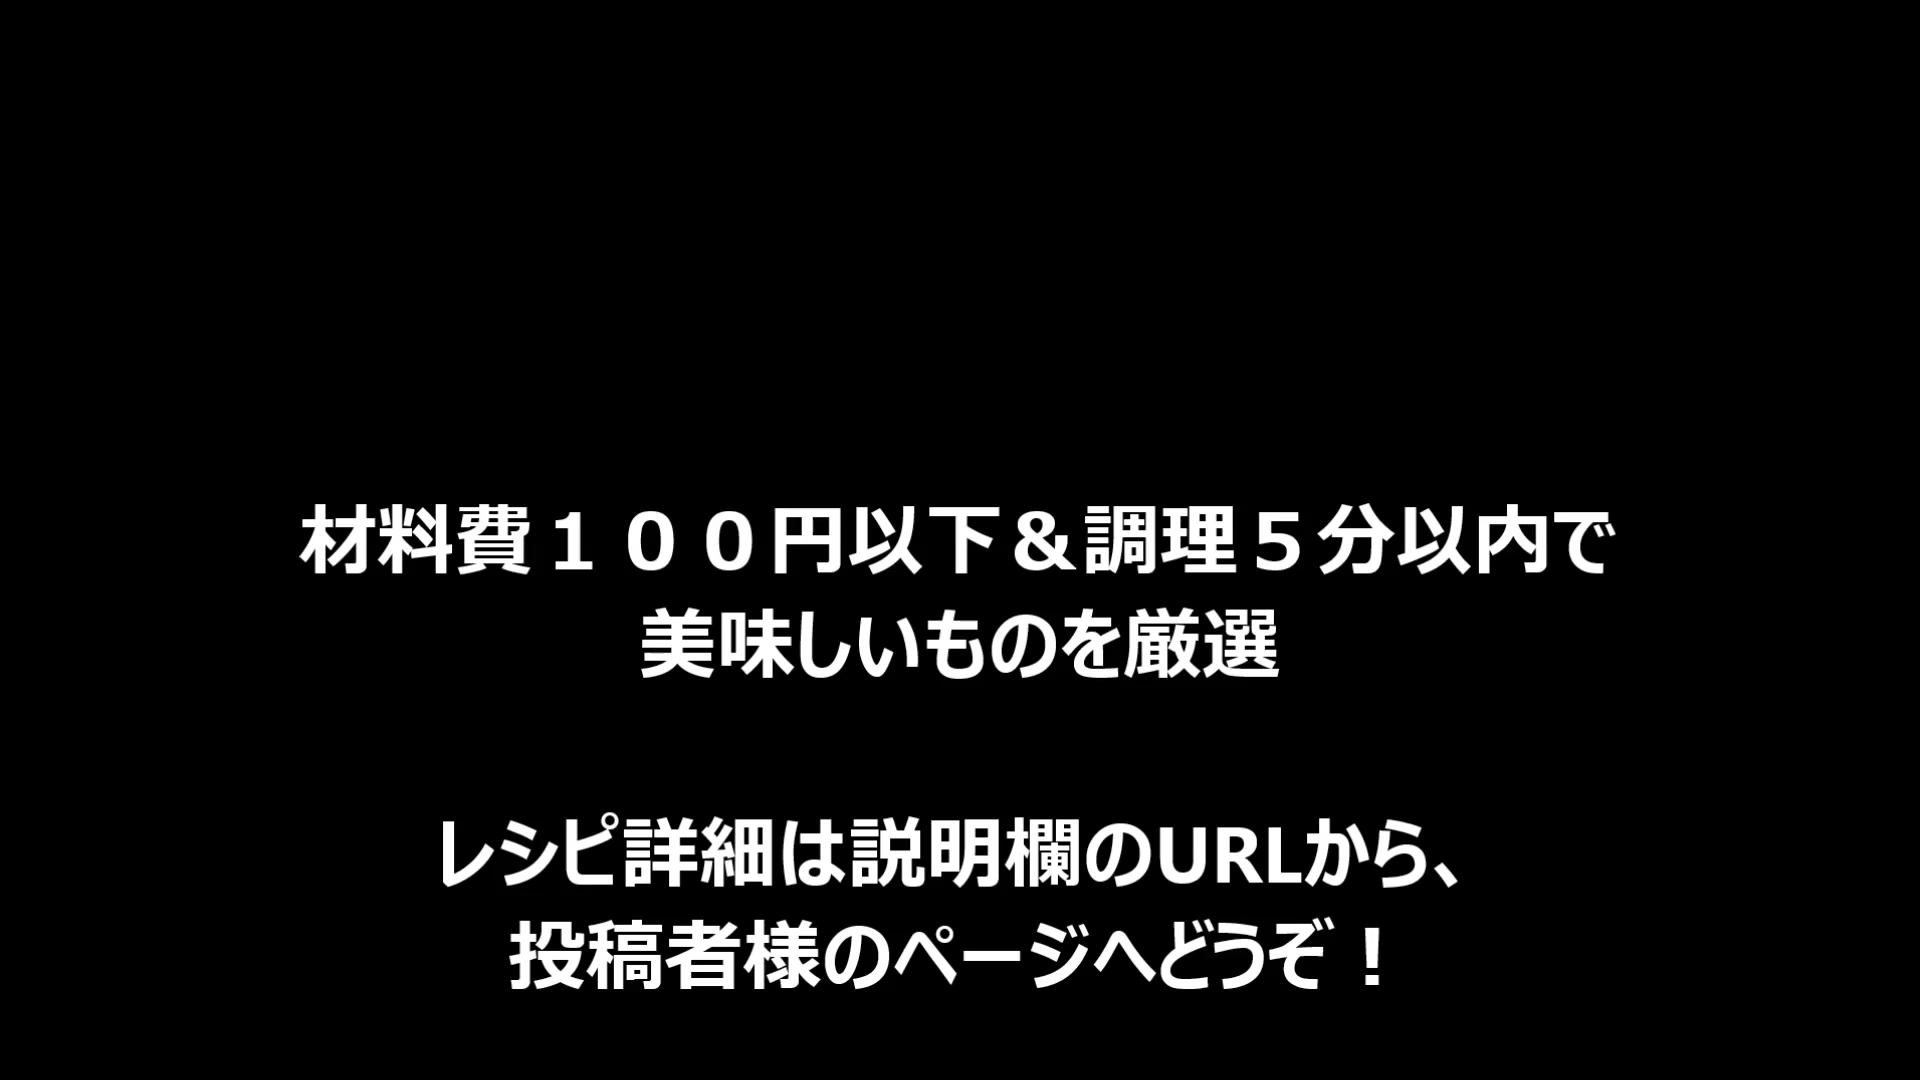 材料費１００円以下＆調理５分以内で
美味しいものを厳選
レシピ詳細は説明欄のURLから、
投稿者様のページへどうぞ！